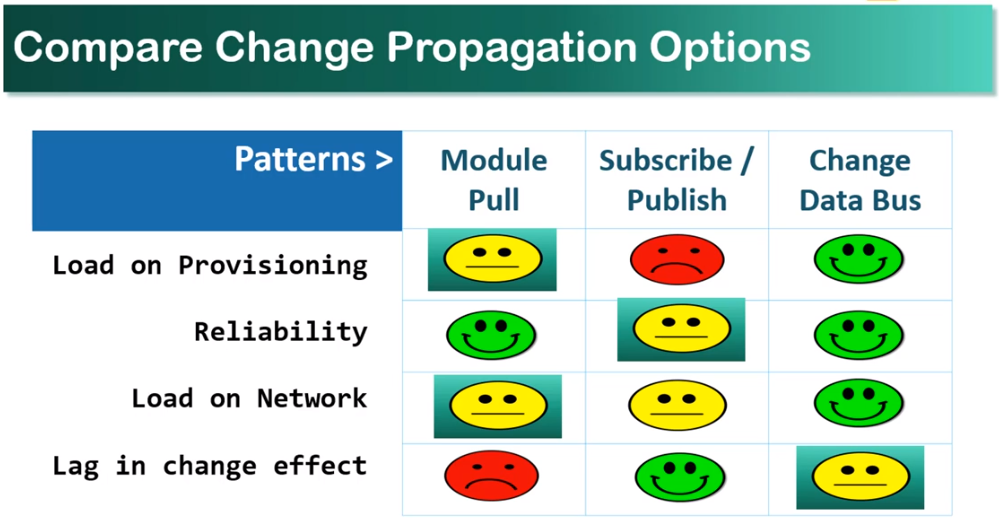 Compare Change Propagation Options
Patterns >
Module
Pull
Subscribe /
Publish
Change
Data Bus
Load on Provisioning
Reliability
Load on Network
Lag in change effect